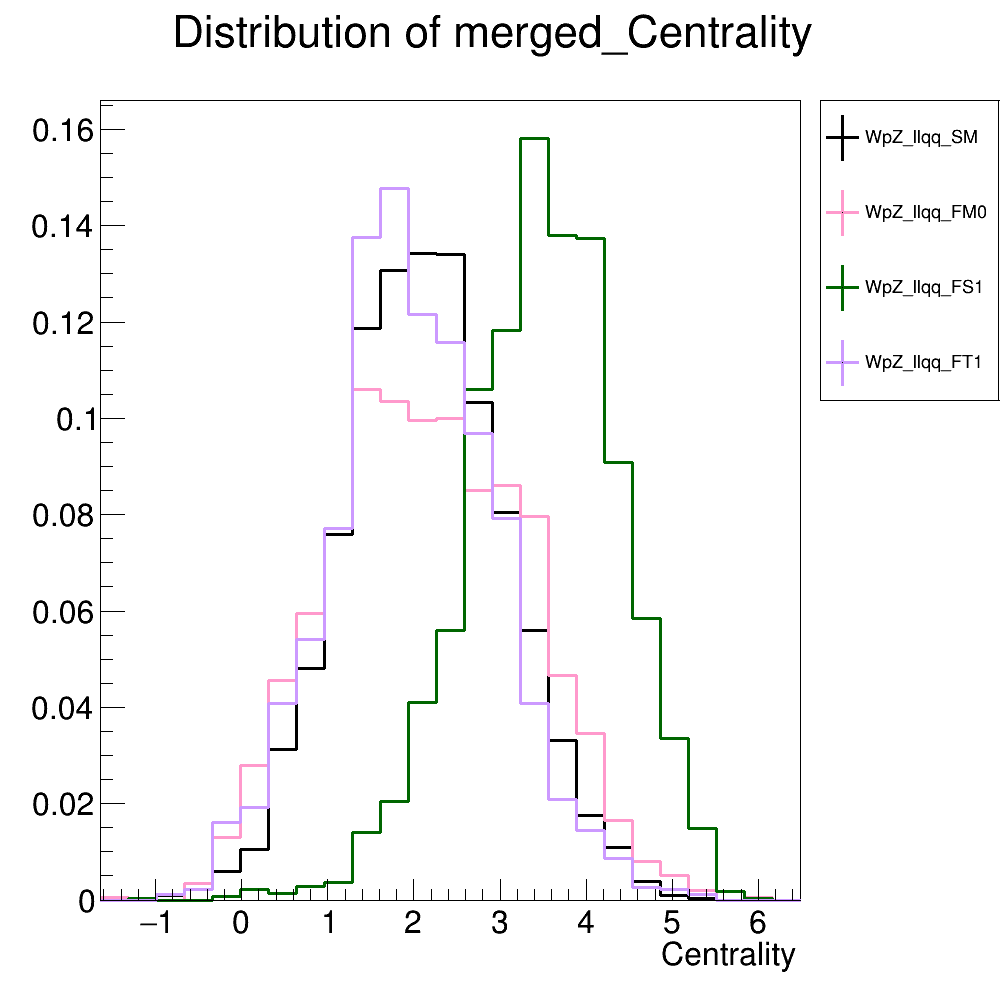 Distribution of merged_Centrality
0.16
0.14
0.12
0.1
0.08
0.06
0.04
0.02
0
−1 0 1 2 3 4 5 6
Centrality
WpZ_llqq_SM
WpZ_llqq_FM0
WpZ_llqq_FS1
WpZ_llqq_FT1